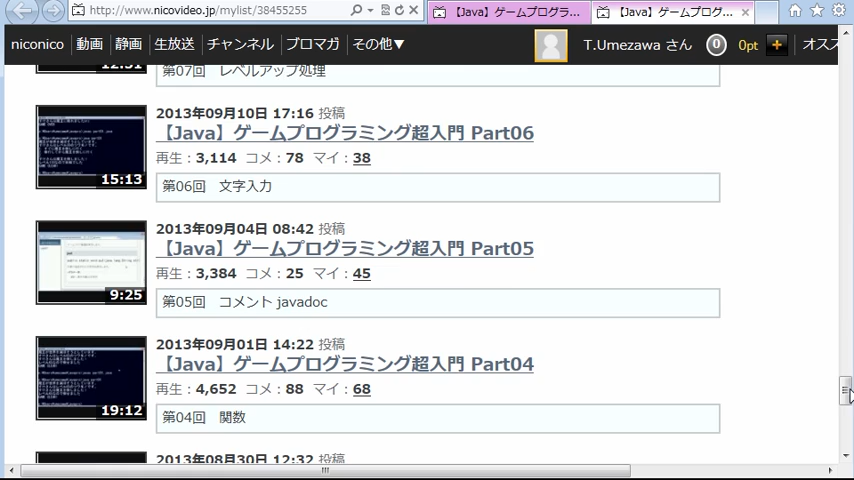 http://www.nicovideo.jp/mylist/38455255
【Java】ゲームプログラ...
【Java】ゲームプログ...
niconico 動画 静画 生放送 チャンネル ブロマガ その他▼
T.Umezawa さん 0 0pt + オスス
12:51
第07回 レベルアップ処理
2013年09月10日 17:16 投稿
【Java】ゲームプログラミング超入門 Part06
再生：3,114 コメ：78 マイ：38
15:13
第06回 文字入力
2013年09月04日 08:42 投稿
【Java】ゲームプログラミング超入門 Part05
再生：3,384 コメ：25 マイ：45
9:25
第05回 コメント javadoc
2013年09月01日 14:22 投稿
【Java】ゲームプログラミング超入門 Part04
再生：4,652 コメ：88 マイ：68
19:12
第04回 関数
2013年08月30日 12:32 投稿